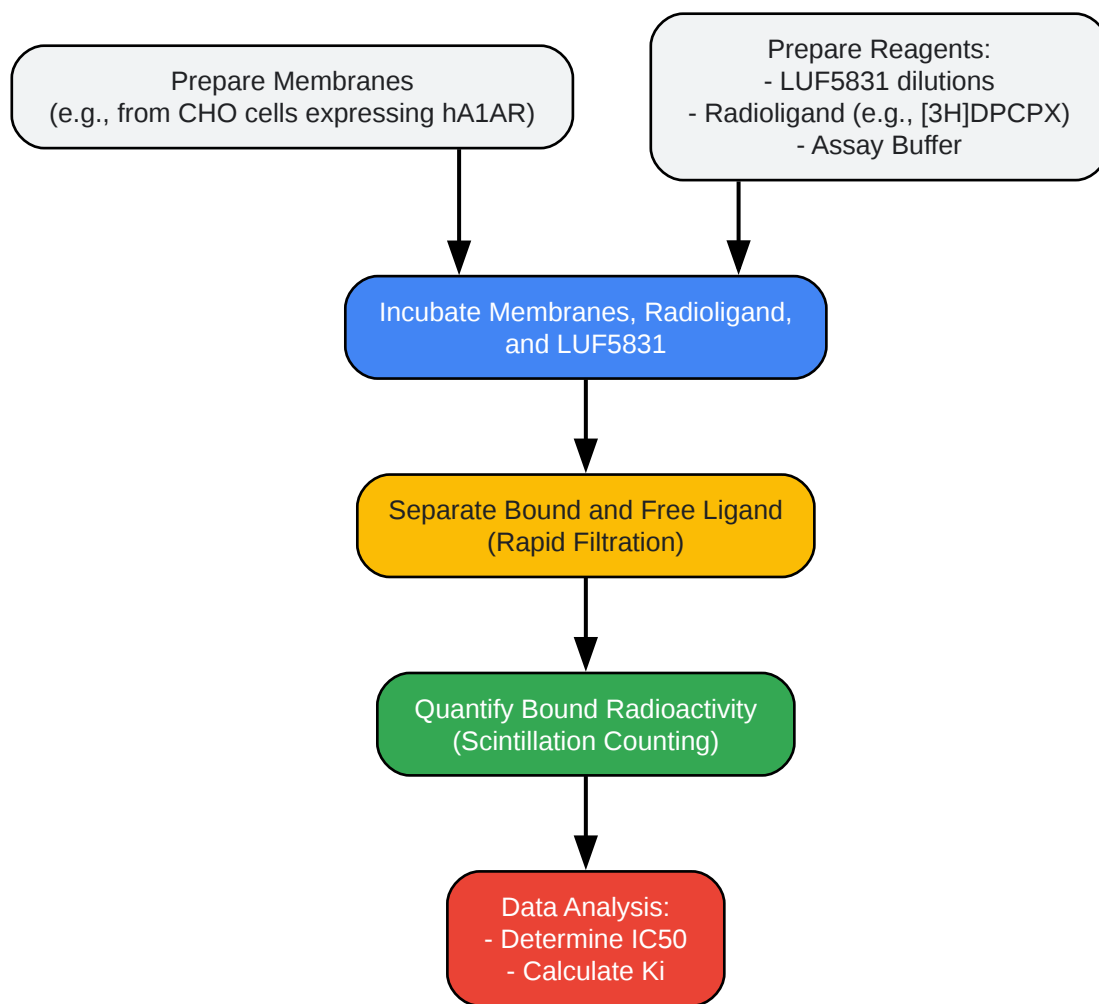 Prepare Membranes
(e.g., from CHO cells expressing hA1AR)
Prepare Reagents:
- LUF5831 dilutions
- Radioligand (e.g., [3H]DPCPX)
- Assay Buffer
Incubate Membranes, Radioligand,
and LUF5831
Separate Bound and Free Ligand
(Rapid Filtration)
Quantify Bound Radioactivity
(Scintillation Counting)
Data Analysis:
- Determine IC50
- Calculate Ki